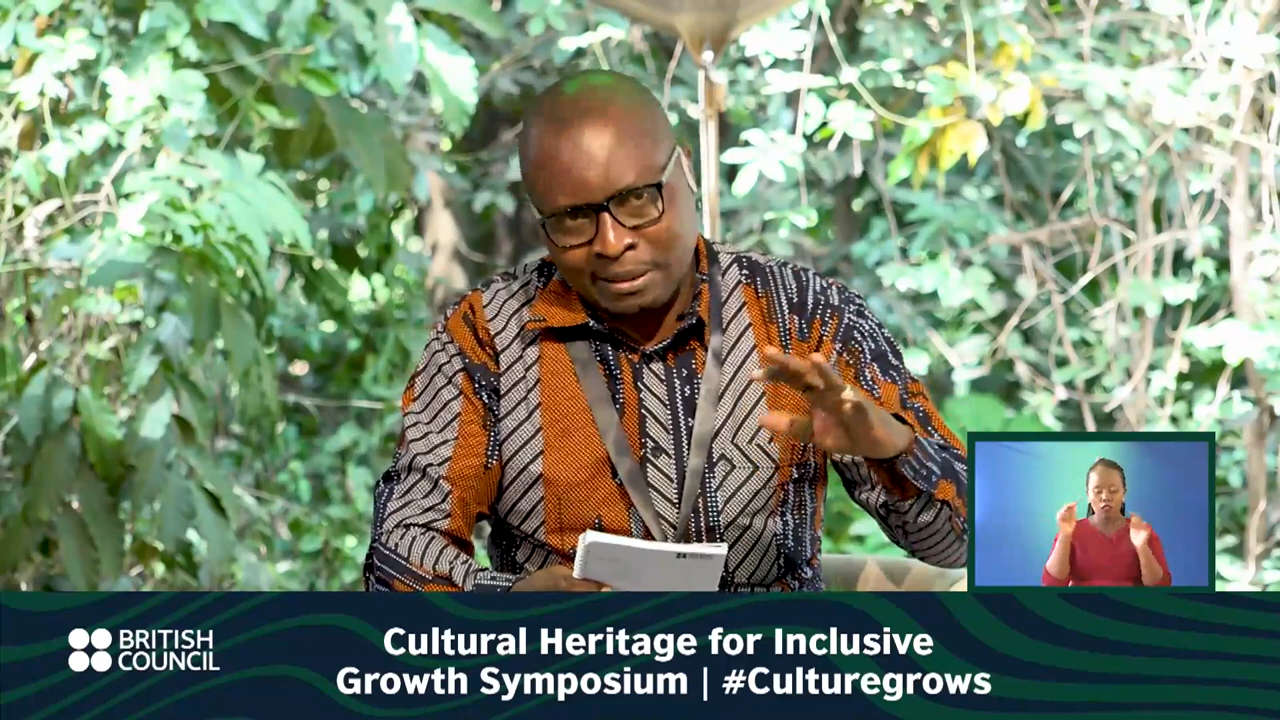 BRITISH
COUNCIL
Cultural Heritage for Inclusive
Growth Symposium | #Culturegrows